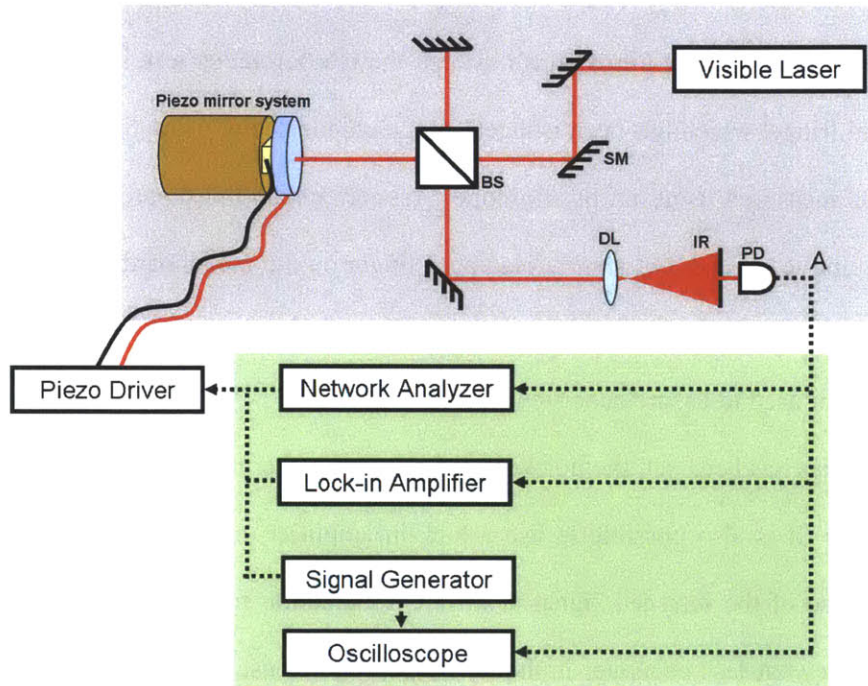 Visible Laser
Piezo mirror system
BS
SM
DL
IR
PD
A
Piezo Driver
Network Analyzer
Lock-in Amplifier
Signal Generator
Oscilloscope